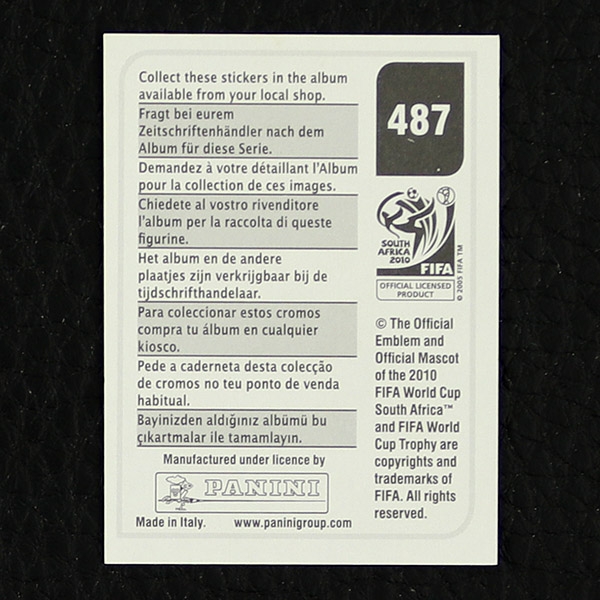 Collect these stickers in the album
available from your local shop.
Fragt bei eurem
Zeitschriftenhändler nach dem
Album für diese Serie.
Demandez à votre détaillant l'Album
pour la collection de ces images.
Chiedete al vostro rivenditore
l'album per la raccolta di queste
figurine.
Het album en de andere
plaatjes zijn verkrijgbaar bij de
tijdschrifthandelaar.
Para coleccionar estos cromos
compra tu álbum en cualquier
kiosco.
Pede a caderneta desta colecção
de cromos no teu ponto de venda
habitual.
Bayinizden aldığınız albümü bu
çıkartmalar ile tamamlayın.
Manufactured under licence by
PANINI
Made in Italy. www.paninigroup.com
487
SOUTH
AFRICA
2010
FIFA
OFFICIAL LICENSED
PRODUCT
© 2005 FIFA TM
© The Official
Emblem and
Official Mascot
of the 2010
FIFA World Cup
South Africa™
and FIFA World
Cup Trophy are
copyrights and
trademarks of
FIFA. All rights
reserved.